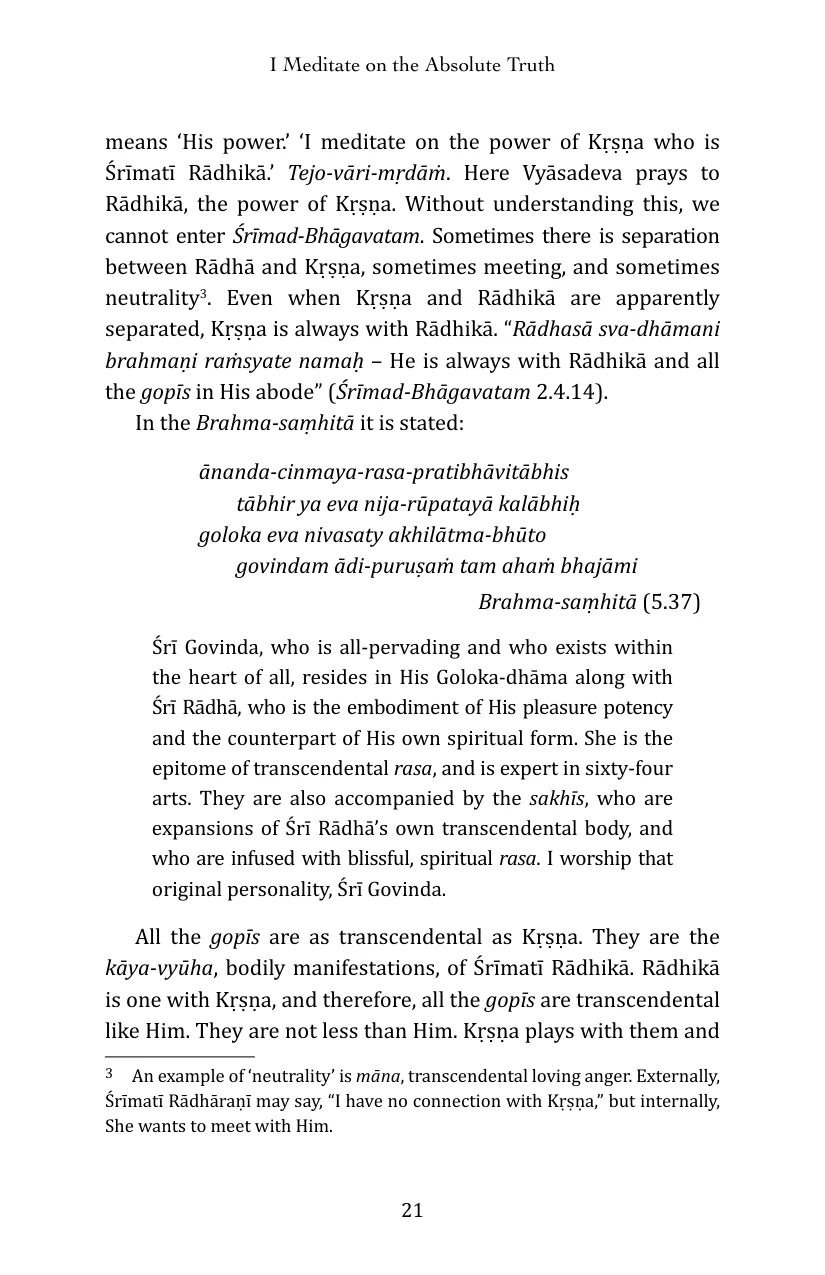 I Meditate on the Absolute Truth
means ‘His power.’ ‘I meditate on the power of Kṛṣṇa who is
Śrīmatī Rādhikā.’ Tejo-vāri-mṛdāṁ. Here Vyāsadeva prays to
Rādhikā, the power of Kṛṣṇa. Without understanding this, we
cannot enter Śrīmad-Bhāgavatam. Sometimes there is separation
between Rādhā and Kṛṣṇa, sometimes meeting, and sometimes
neutrality3. Even when Kṛṣṇa and Rādhikā are apparently
separated, Kṛṣṇa is always with Rādhikā. “Rādhasā sva-dhāmani
brahmaṇi raṁsyate namaḥ – He is always with Rādhikā and all
the gopīs in His abode” (Śrīmad-Bhāgavatam 2.4.14).
In the Brahma-saṃhitā it is stated:
ānanda-cinmaya-rasa-pratibhāvitābhis
tābhir ya eva nija-rūpatayā kalābhiḥ
goloka eva nivasaty akhilātma-bhūto
govindam ādi-puruṣaṁ tam ahaṁ bhajāmi
Brahma-saṃhitā (5.37)
Śrī Govinda, who is all-pervading and who exists within
the heart of all, resides in His Goloka-dhāma along with
Śrī Rādhā, who is the embodiment of His pleasure potency
and the counterpart of His own spiritual form. She is the
epitome of transcendental rasa, and is expert in sixty-four
arts. They are also accompanied by the sakhīs, who are
expansions of Śrī Rādhā’s own transcendental body, and
who are infused with blissful, spiritual rasa. I worship that
original personality, Śrī Govinda.
All the gopīs are as transcendental as Kṛṣṇa. They are the
kāya-vyūha, bodily manifestations, of Śrīmatī Rādhikā. Rādhikā
is one with Kṛṣṇa, and therefore, all the gopīs are transcendental
like Him. They are not less than Him. Kṛṣṇa plays with them and
3 An example of ‘neutrality’ is māna, transcendental loving anger. Externally,
Śrīmatī Rādhāraṇī may say, “I have no connection with Kṛṣṇa,” but internally,
She wants to meet with Him.
21